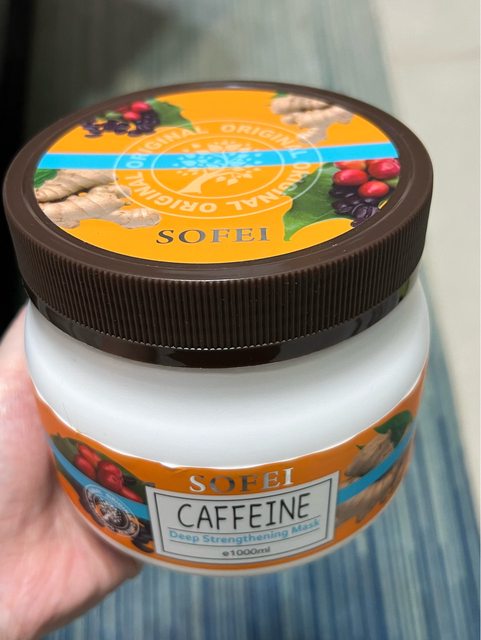 ORIGINAL ORIGINAL ORIGINAL ORIGINAL
SOFEI
SOFEI
CAFFEINE
Deep Strengthening Mask
e1000ml